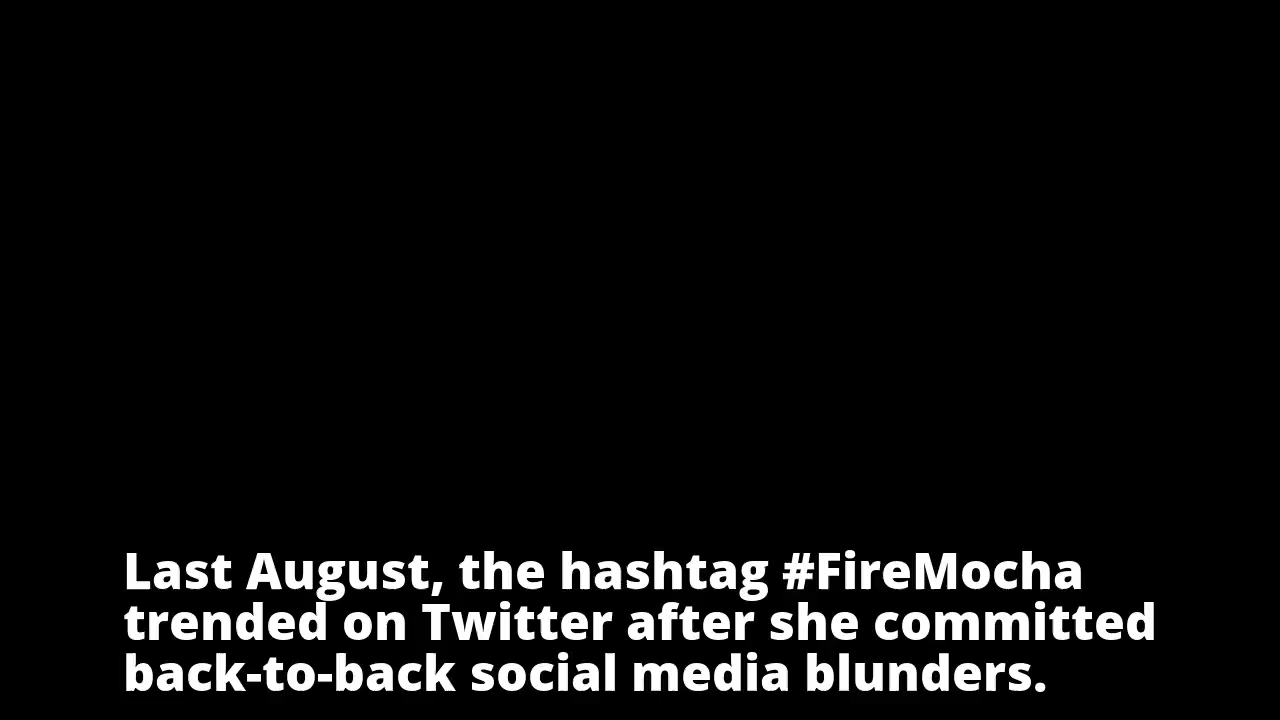 Last August, the hashtag #FireMocha
trended on Twitter after she committed
back-to-back social media blunders.